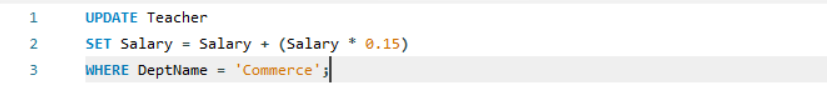 1 UPDATE Teacher
2 SET Salary = Salary + (Salary * 0.15)
3 WHERE DeptName = 'Commerce';